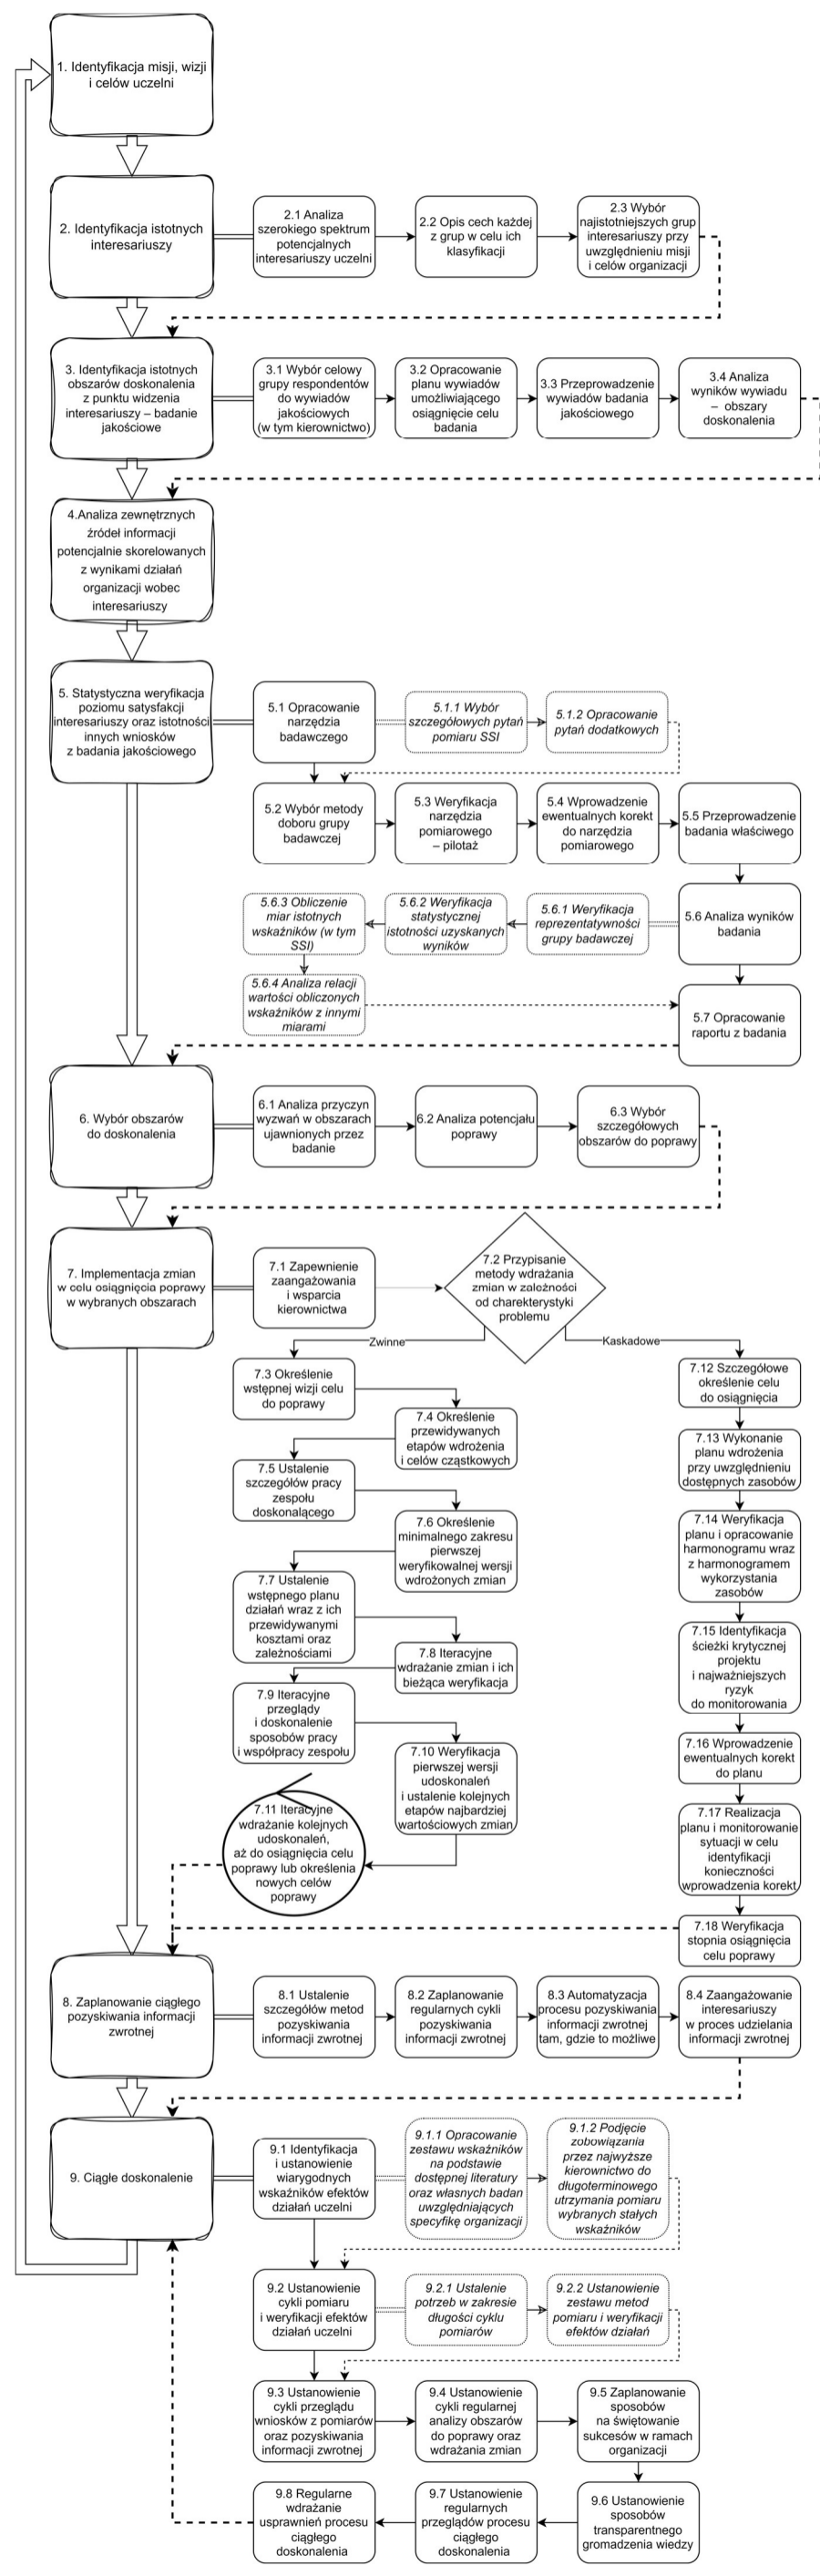 1. Identyfikacja misji, wizji
i celów uczelni
2. Identyfikacja istotnych
interesariuszy
2.1 Analiza
szerokiego spektrum
potencjalnych
interesariuszy uczelni
2.2 Opis cech każdej
z grup w celu ich
klasyfikacji
2.3 Wybór
najistotniejszych grup
interesariuszy przy
uwzględnieniu misji
i celów organizacji
3. Identyfikacja istotnych
obszarów doskonalenia
z punktu widzenia
interesariuszy – badanie
jakościowe
3.1 Wybór celowy
grupy respondentów
do wywiadów
jakościowych
(w tym kierownictwo)
3.2 Opracowanie
planu wywiadów
umożliwiającego
osiągnięcie celu
badania
3.3 Przeprowadzenie
wywiadów badania
jakościowego
3.4 Analiza
wyników wywiadu
– obszary
doskonalenia
4.Analiza zewnętrznych
źródeł informacji
potencjalnie skorelowanych
z wynikami działań
organizacji wobec
interesariuszy
5. Statystyczna weryfikacja
poziomu satysfakcji
interesariuszy oraz istotności
innych wniosków
z badania jakościowego
5.1 Opracowanie
narzędzia
badawczego
5.1.1 Wybór
szczegółowych pytań
pomiaru SSI
5.1.2 Opracowanie
pytań dodatkowych
5.2 Wybór metody
doboru grupy
badawczej
5.3 Weryfikacja
narzędzia
pomiarowego
– pilotaż
5.4 Wprowadzenie
ewentualnych korekt
do narzędzia
pomiarowego
5.5 Przeprowadzenie
badania właściwego
5.6 Analiza wyników
badania
5.6.1 Weryfikacja
reprezentatywności
grupy badawczej
5.6.2 Weryfikacja
statystycznej
istotności uzyskanych
wyników
5.6.3 Obliczenie
miar istotnych
wskaźników (w tym
SSI)
5.6.4 Analiza relacji
wartości obliczonych
wskaźników z innymi
miarami
5.7 Opracowanie
raportu z badania
6. Wybór obszarów
do doskonalenia
6.1 Analiza przyczyn
wyzwań w obszarach
ujawnionych przez
badanie
6.2 Analiza potencjału
poprawy
6.3 Wybór
szczegółowych
obszarów do poprawy
7. Implementacja zmian
w celu osiągnięcia poprawy
w wybranych obszarach
7.1 Zapewnienie
zaangażowania
i wsparcia
kierownictwa
7.2 Przypisanie
metody wdrażania
zmian w zależności
od charekterystyki
problemu
Zwinne
Kaskadowe
7.3 Określenie
wstępnej wizji celu
do poprawy
7.4 Określenie
przewidywanych
etapów wdrożenia
i celów cząstkowych
7.5 Ustalenie
szczegółów pracy
zespołu
doskonalącego
7.6 Określenie
minimalnego zakresu
pierwszej
weryfikowalnej wersji
wdrożonych zmian
7.7 Ustalenie
wstępnego planu
działań wraz z ich
przewidywanymi
kosztami oraz
zależnościami
7.8 Iteracyjne
wdrażanie zmian i ich
bieżąca weryfikacja
7.9 Iteracyjne
przeglądy
i doskonalenie
sposobów pracy
i współpracy zespołu
7.10 Weryfikacja
pierwszej wersji
udoskonaleń
i ustalenie kolejnych
etapów najbardziej
wartościowych zmian
7.11 Iteracyjne
wdrażanie kolejnych
udoskonaleń,
aż do osiągnięcia celu
poprawy lub określenia
nowych celów
poprawy
7.12 Szczegółowe
określenie celu
do osiągnięcia
7.13 Wykonanie
planu wdrożenia
przy uwzględnieniu
dostępnych zasobów
7.14 Weryfikacja
planu i opracowanie
harmonogramu wraz
z harmonogramem
wykorzystania
zasobów
7.15 Identyfikacja
ścieżki krytycznej
projektu
i najważniejszych
ryzyk
do monitorowania
7.16 Wprowadzenie
ewentualnych korekt
do planu
7.17 Realizacja
planu i monitorowanie
sytuacji w celu
identyfikacji
konieczności
wprowadzenia korekt
7.18 Weryfikacja
stopnia osiągnięcia
celu poprawy
8. Zaplanowanie ciągłego
pozyskiwania informacji
zwrotnej
8.1 Ustalenie
szczegółów metod
pozyskiwania
informacji zwrotnej
8.2 Zaplanowanie
regularnych cykli
pozyskiwania
informacji zwrotnej
8.3 Automatyzacja
procesu pozyskiwania
informacji zwrotnej
tam, gdzie to możliwe
8.4 Zaangażowanie
interesariuszy
w proces udzielania
informacji zwrotnej
9. Ciągłe doskonalenie
9.1 Identyfikacja
i ustanowienie
wiarygodnych
wskaźników efektów
działań uczelni
9.1.1 Opracowanie
zestawu wskaźników
na podstawie
dostępnej literatury
oraz własnych badan
uwzględniających
specyfikę organizacji
9.1.2 Podjęcie
zobowiązania
przez najwyższe
kierownictwo do
długoterminowego
utrzymania pomiaru
wybranych stałych
wskaźników
9.2 Ustanowienie
cykli pomiaru
i weryfikacji efektów
działań uczelni
9.2.1 Ustalenie
potrzeb w zakresie
długości cyklu
pomiarów
9.2.2 Ustanowienie
zestawu metod
pomiaru i weryfikacji
efektów działań
9.3 Ustanowienie
cykli przeglądu
wniosków z pomiarów
oraz pozyskiwania
informacji zwrotnej
9.4 Ustanowienie
cykli regularnej
analizy obszarów
do poprawy oraz
wdrażania zmian
9.5 Zaplanowanie
sposobów
na świętowanie
sukcesów w ramach
organizacji
9.6 Ustanowienie
sposobów
transparentnego
gromadzenia wiedzy
9.7 Ustanowienie
regularnych
przeglądów procesu
ciągłego
doskonalenia
9.8 Regularne
wdrażanie
usprawnień procesu
ciągłego
doskonalenia